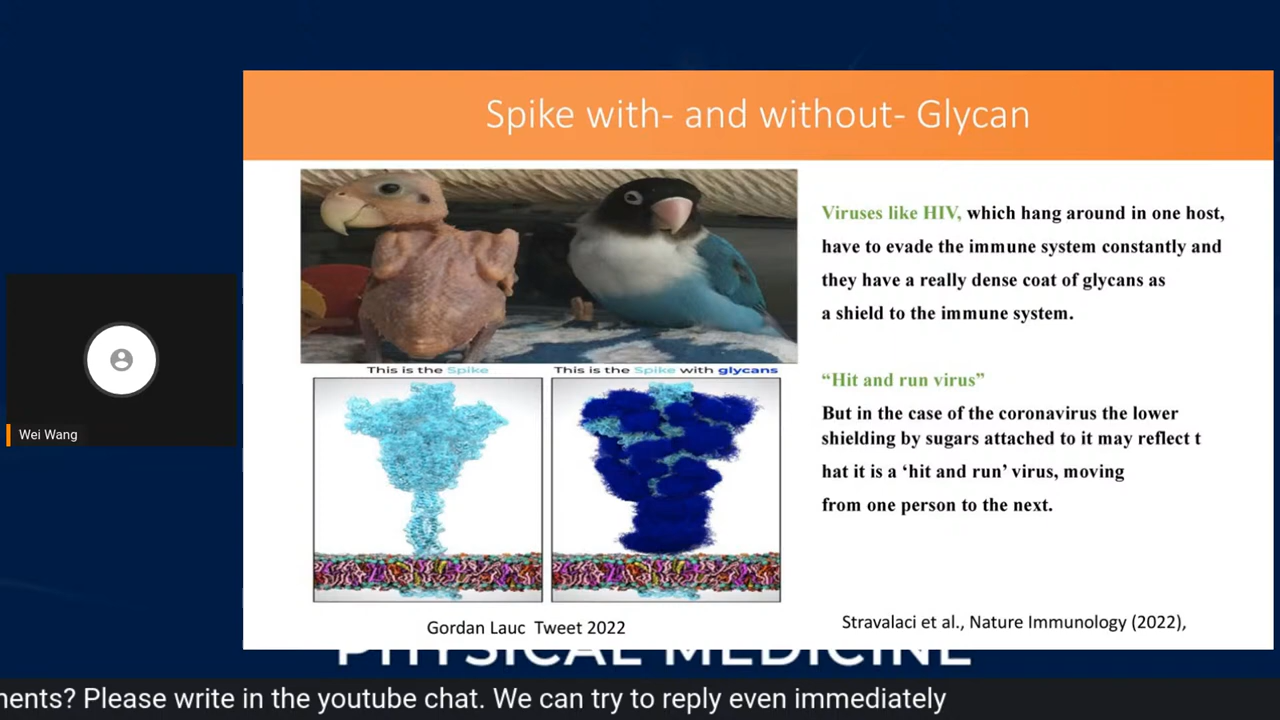 Spike with- and without- Glycan
Viruses like HIV, which hang around in one host,
have to evade the immune system constantly and
they have a really dense coat of glycans as
a shield to the immune system.
This is the Spike
This is the Spike with glycans
“Hit and run virus”
But in the case of the coronavirus the lower
shielding by sugars attached to it may reflect t
hat it is a ‘hit and run’ virus, moving
from one person to the next.
Wei Wang
Gordan Lauc Tweet 2022
Stravalaci et al., Nature Immunology (2022),
PHYSICAL MEDICINE
Please write in the youtube chat. We can try to reply even immediately